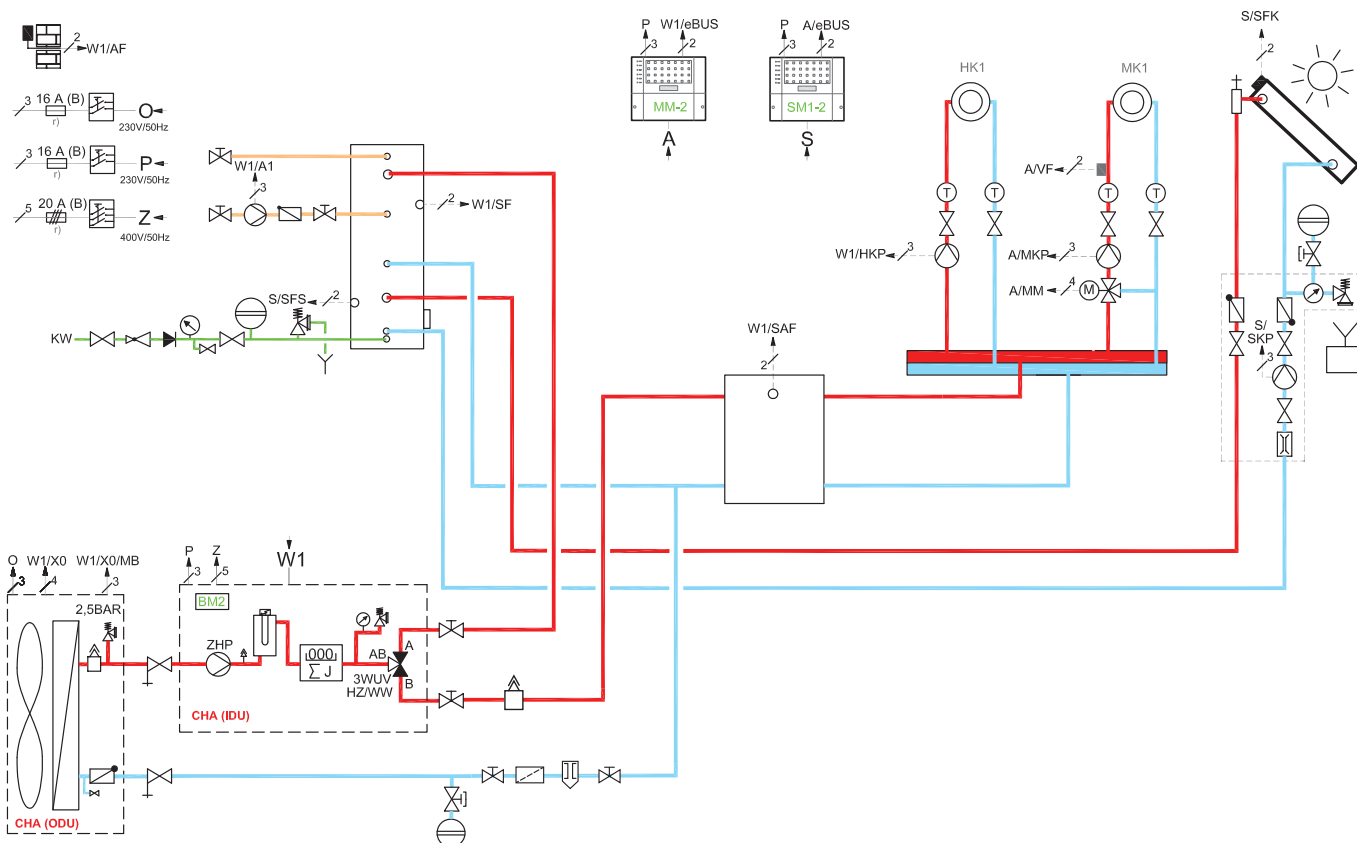 P W1/eBUS
3 2
MM-2
A
P A/eBUS
3 2
SM1-2
S
S/SFK
2
2
W1/AF
3 16 A (B)
r)
O
230V/50Hz
3 16 A (B)
r)
P
230V/50Hz
5 20 A (B)
r)
Z
400V/50Hz
W1/A1
3
2
W1/SF
S/SFS
2
KW
HK1
MK1
A/VF
2
T
T
T
T
W1/HKP
3
A/MKP
3
A/MM
4
M
S/
SKP
3
W1/SAF
2
O W1/X0 W1/X0/MB
3 4 3
2,5BAR
CHA (ODU)
P Z
3 5
W1
BM2
ZHP
000
∑ J
AB
A
B
3WUV
HZ/WW
CHA (IDU)